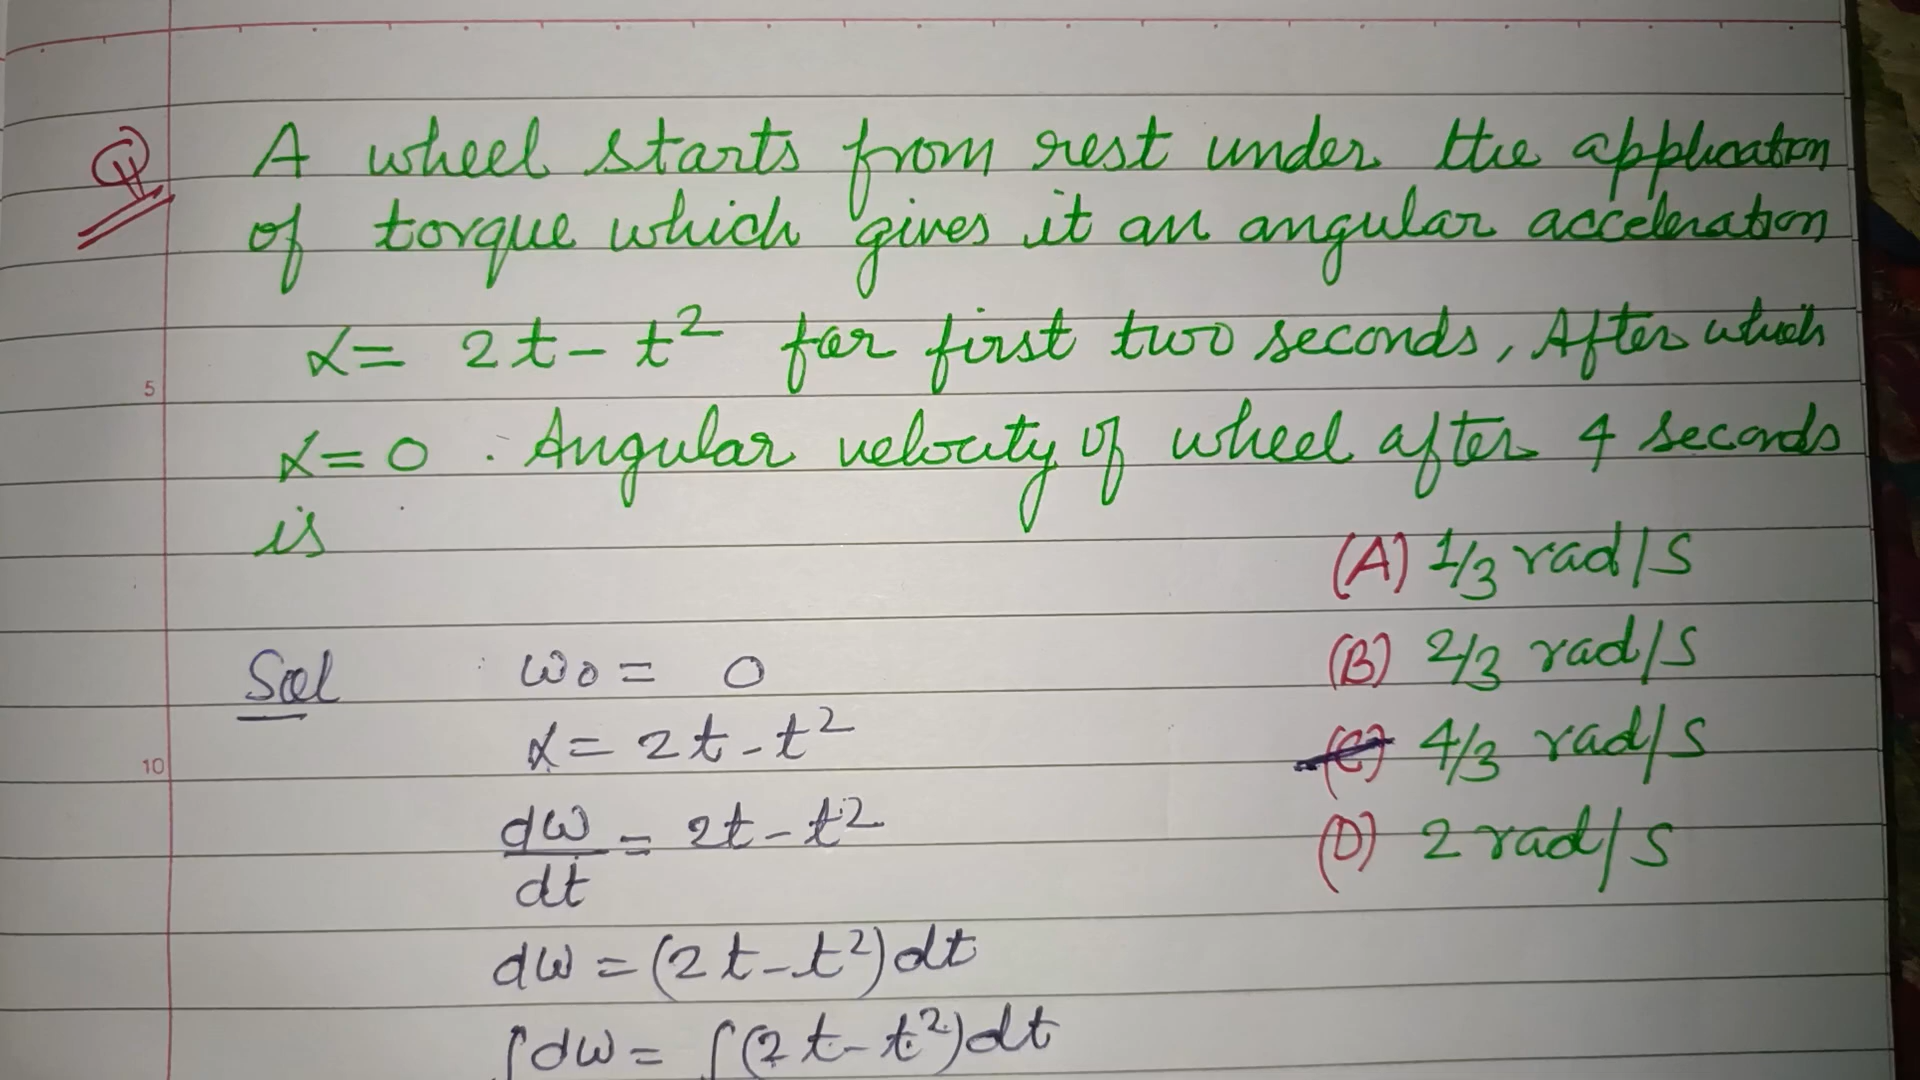 Q A wheel starts from rest under the application
of torque which gives it an angular acceleration
α = 2t - t² for first two seconds, After which
5
α = 0 . Angular velocity of wheel after 4 seconds
is
(A) 1/3 rad/s
(B) 2/3 rad/s
(C) 4/3 rad/s
(D) 2 rad/s
Sol ω0 = 0
α = 2t - t²
10
dω/dt = 2t - t²
dω = (2t - t²)dt
∫dω = ∫(2t - t²)dt